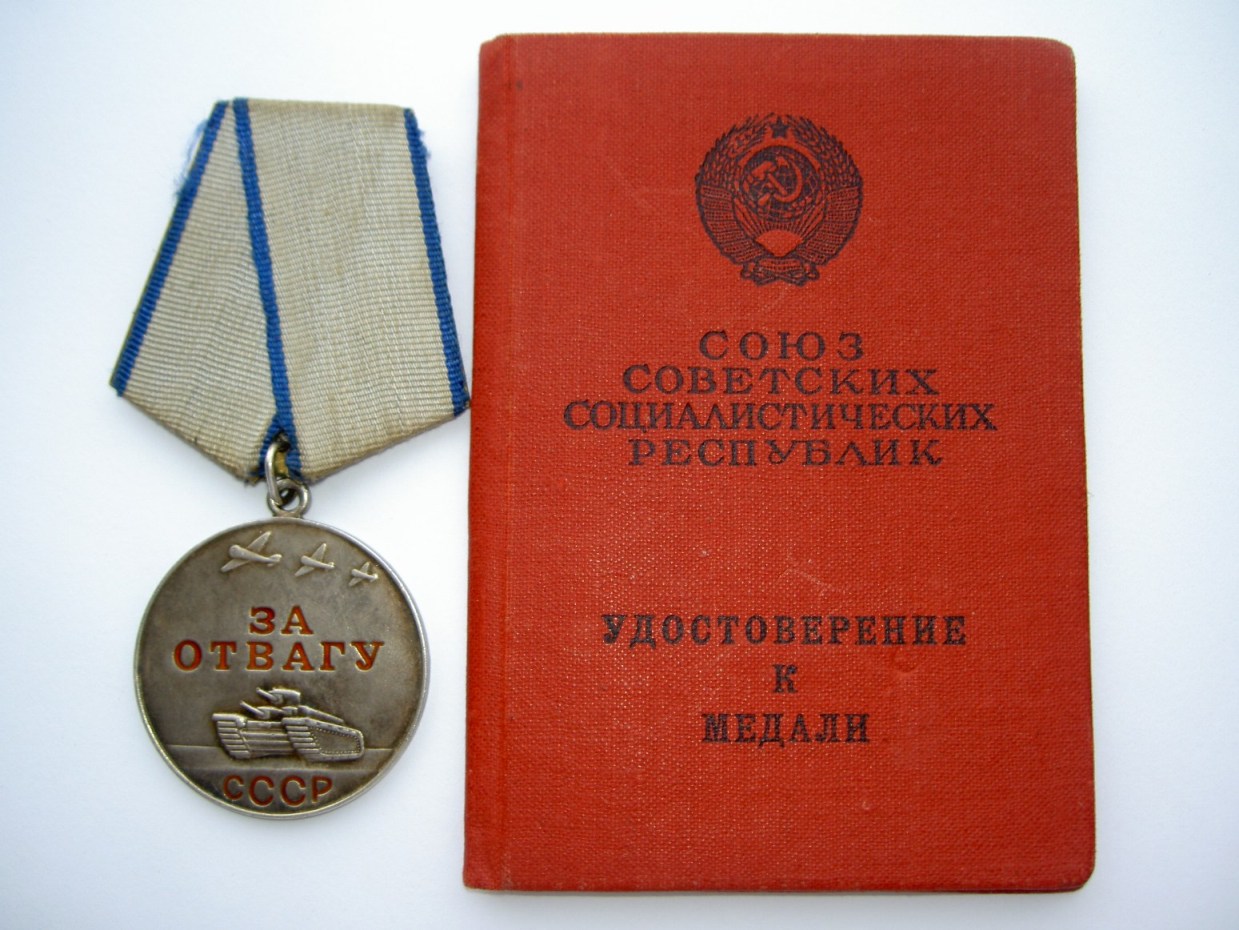 ЗА
ОТВАГУ
СССР
СОЮЗ
СОВЕТСКИХ
СОЦИАЛИСТИЧЕСКИХ
РЕСПУБЛИК
УДОСТОВЕРЕНИЕ
К
МЕДАЛИ